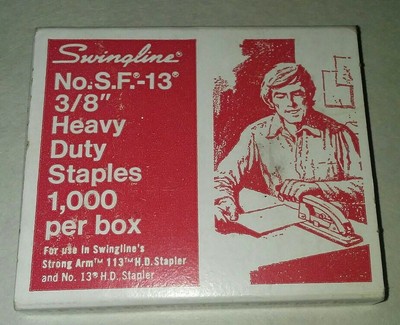 Swingline®
No.S.F.®-13®
3/8"
Heavy
Duty
Staples
1,000
per box
For use in Swingline's
Strong Arm™ 113™ H.D. Stapler
and No. 13® H.D. Stapler